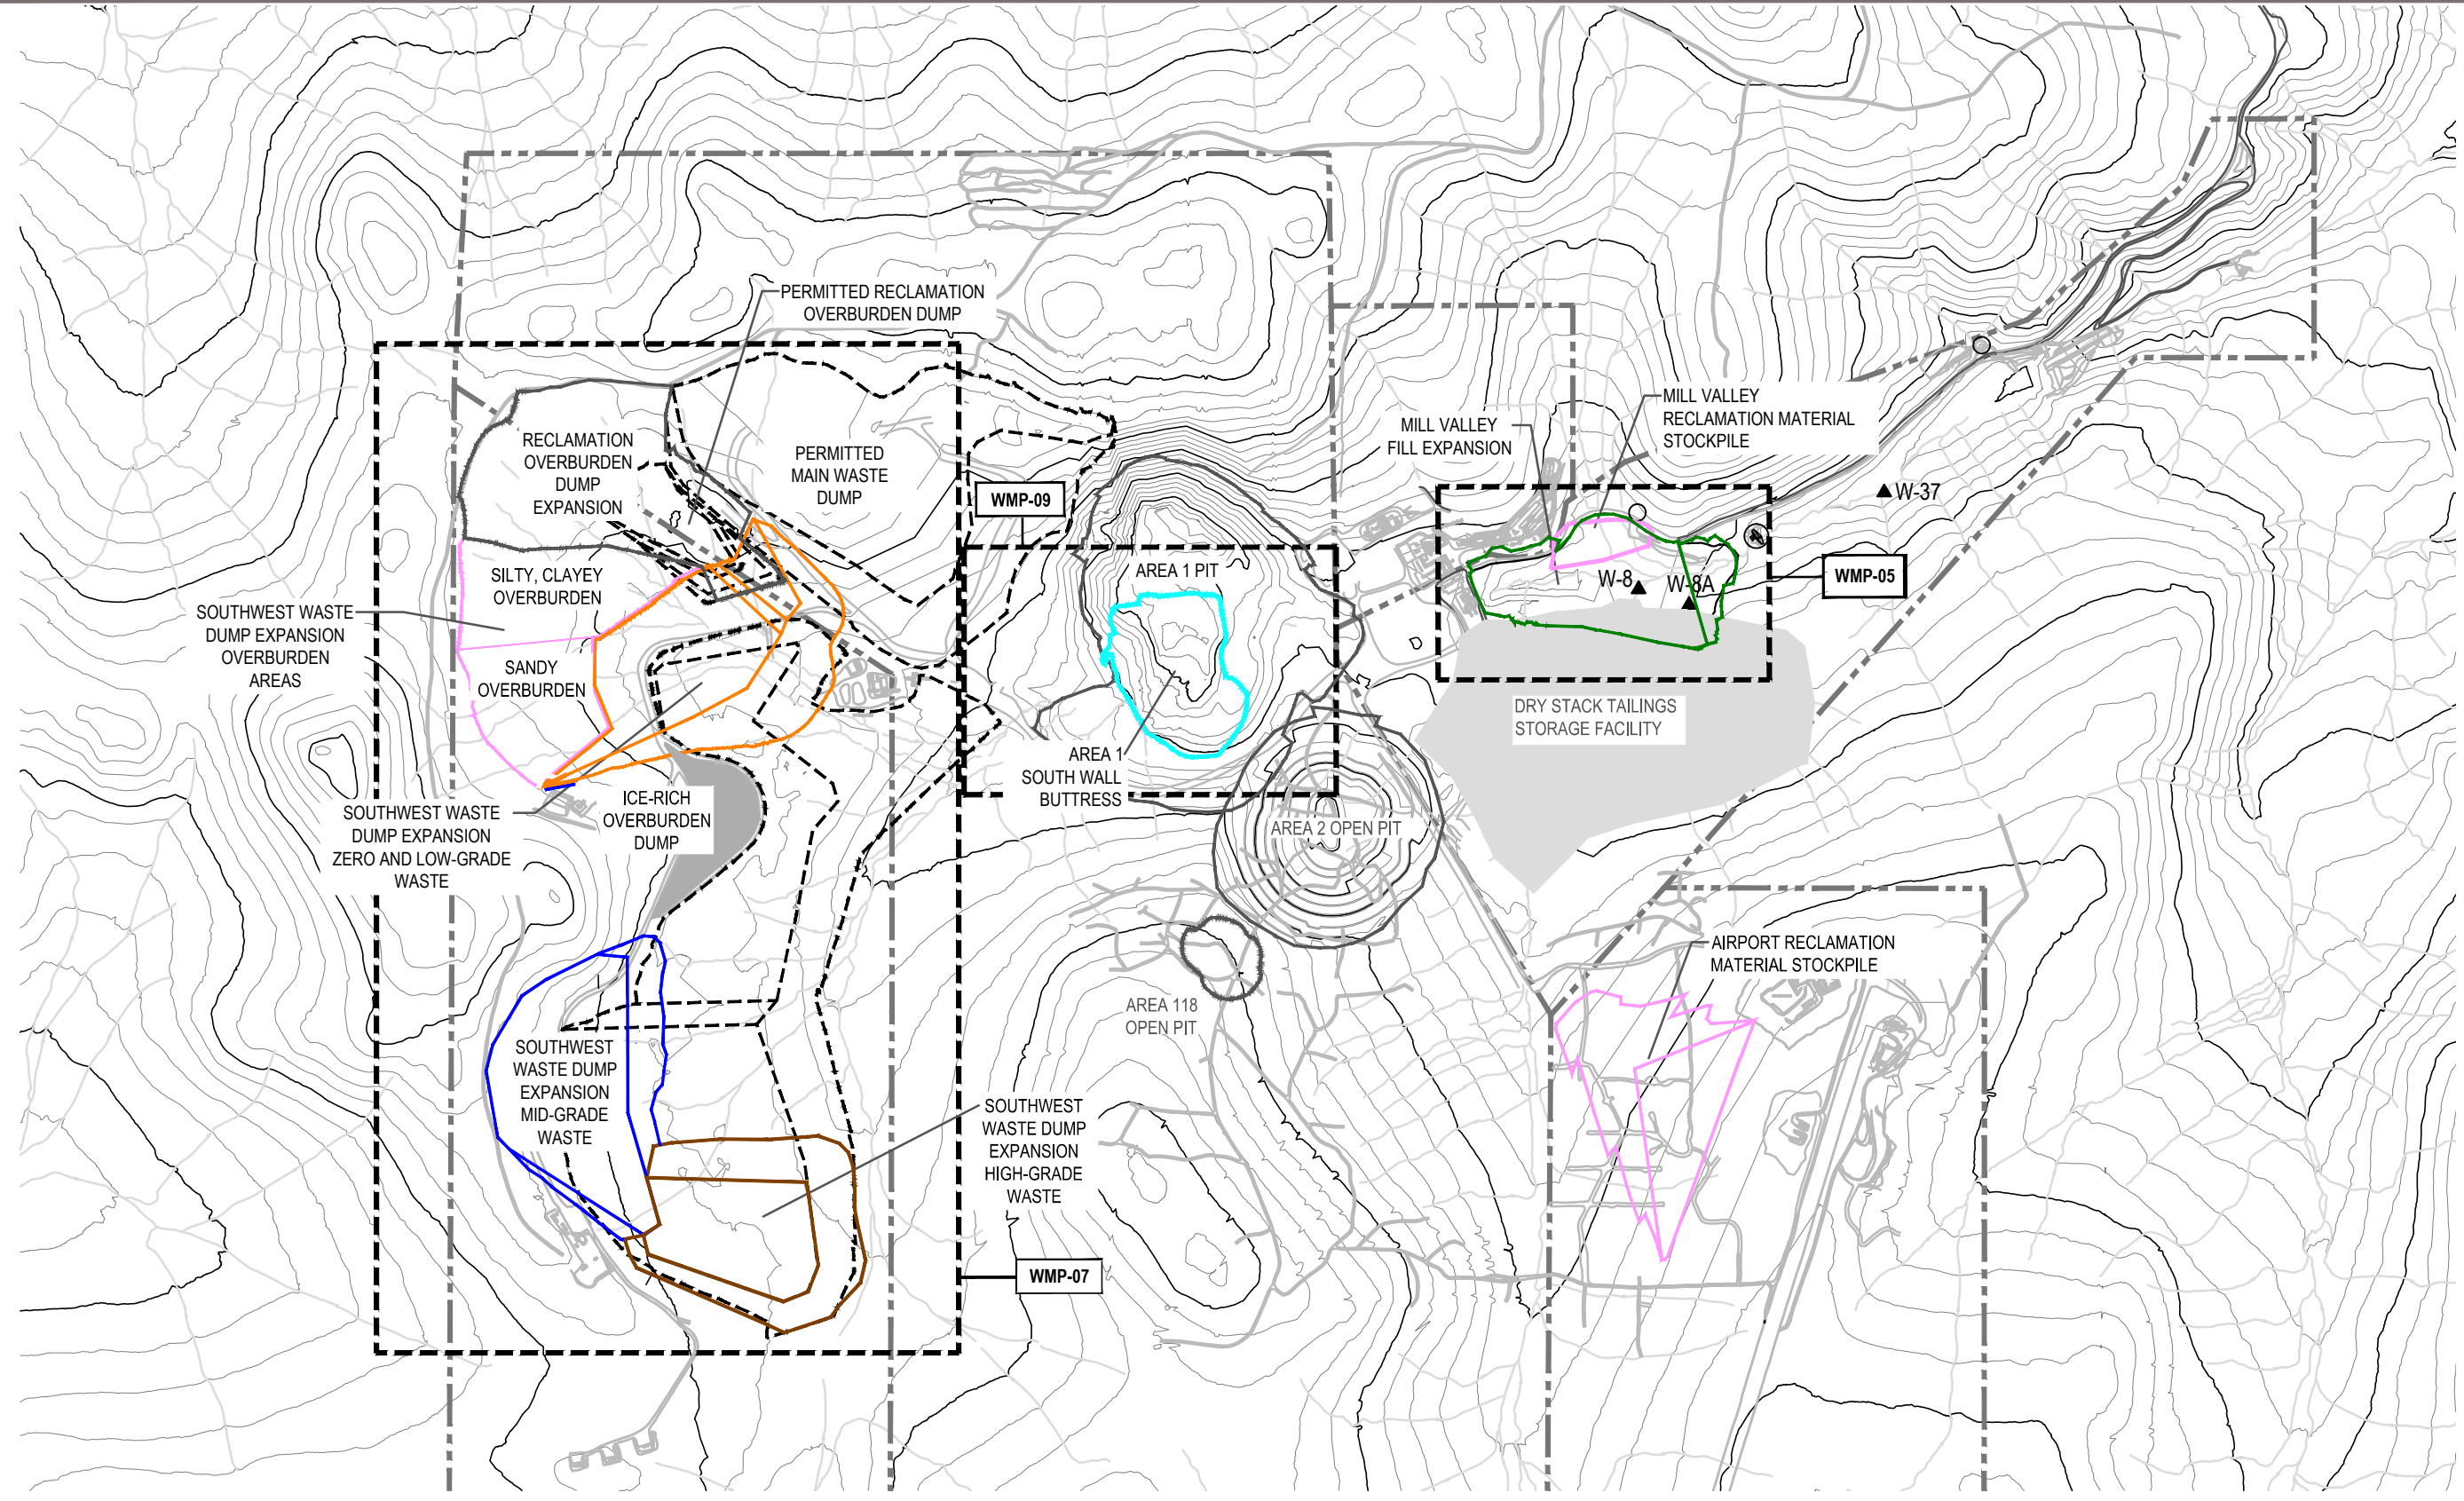 PERMITTED RECLAMATION
OVERBURDEN DUMP
RECLAMATION
OVERBURDEN
DUMP
EXPANSION
PERMITTED
MAIN WASTE
DUMP
WMP-09
MILL VALLEY
FILL EXPANSION
MILL VALLEY
RECLAMATION MATERIAL
STOCKPILE
W-37
AREA 1 PIT
W-8
W-8A
WMP-05
SILTY, CLAYEY
OVERBURDEN
SOUTHWEST WASTE
DUMP EXPANSION
OVERBURDEN
AREAS
SANDY
OVERBURDEN
DRY STACK TAILINGS
STORAGE FACILITY
AREA 1
SOUTH WALL
BUTTRESS
ICE-RICH
OVERBURDEN
DUMP
SOUTHWEST WASTE
DUMP EXPANSION
ZERO AND LOW-GRADE
WASTE
AREA 2 OPEN PIT
AIRPORT RECLAMATION
MATERIAL STOCKPILE
AREA 118
OPEN PIT
SOUTHWEST
WASTE DUMP
EXPANSION
MID-GRADE
WASTE
SOUTHWEST
WASTE DUMP
EXPANSION
HIGH-GRADE
WASTE
WMP-07